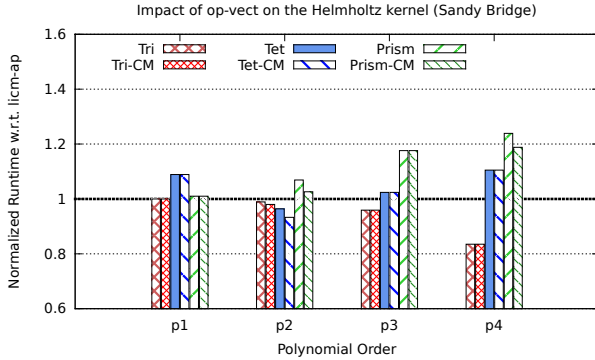 Impact of op-vect on the Helmholtz kernel (Sandy Bridge)
Normalized Runtime w.r.t. licm-ap
1.6
1.4
1.2
1
0.8
0.6
Tri Tet Prism
Tri-CM Tet-CM Prism-CM
p1 p2 p3 p4
Polynomial Order